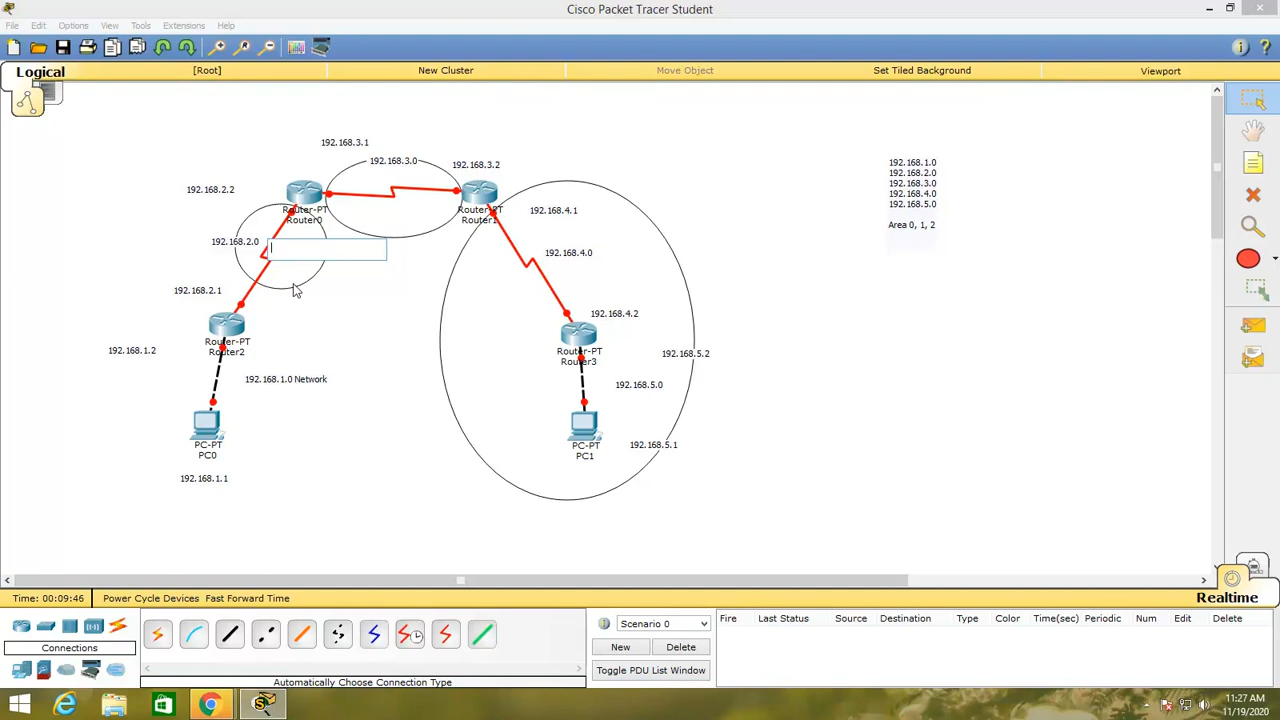 Cisco Packet Tracer Student
File Edit Options View Tools Extensions Help
Logical [Root] New Cluster Move Object Set Tiled Background Viewport
192.168.3.1
192.168.3.0
192.168.3.2
192.168.1.0
192.168.2.0
192.168.3.0
192.168.4.0
192.168.5.0
Area 0, 1, 2
192.168.2.2
Router-PT
Router0
Router-PT
Router1
192.168.4.1
192.168.2.0
192.168.4.0
192.168.2.1
192.168.4.2
Router-PT
Router2
192.168.1.2
Router-PT
Router3
192.168.5.2
192.168.1.0 Network
192.168.5.0
PC-PT
PC0
PC-PT
PC1
192.168.5.1
192.168.1.1
Time: 00:09:46 Power Cycle Devices Fast Forward Time Realtime
Connections
Automatically Choose Connection Type
Scenario 0
New Delete
Toggle PDU List Window
Fire Last Status Source Destination Type Color Time(sec) Periodic Num Edit Delete
11:27 AM
11/19/2020